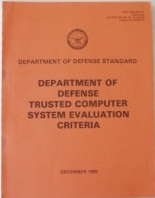 DEPARTMENT OF DEFENSE STANDARD
DEPARTMENT OF
DEFENSE
TRUSTED COMPUTER
SYSTEM EVALUATION
CRITERIA
DECEMBER 1985